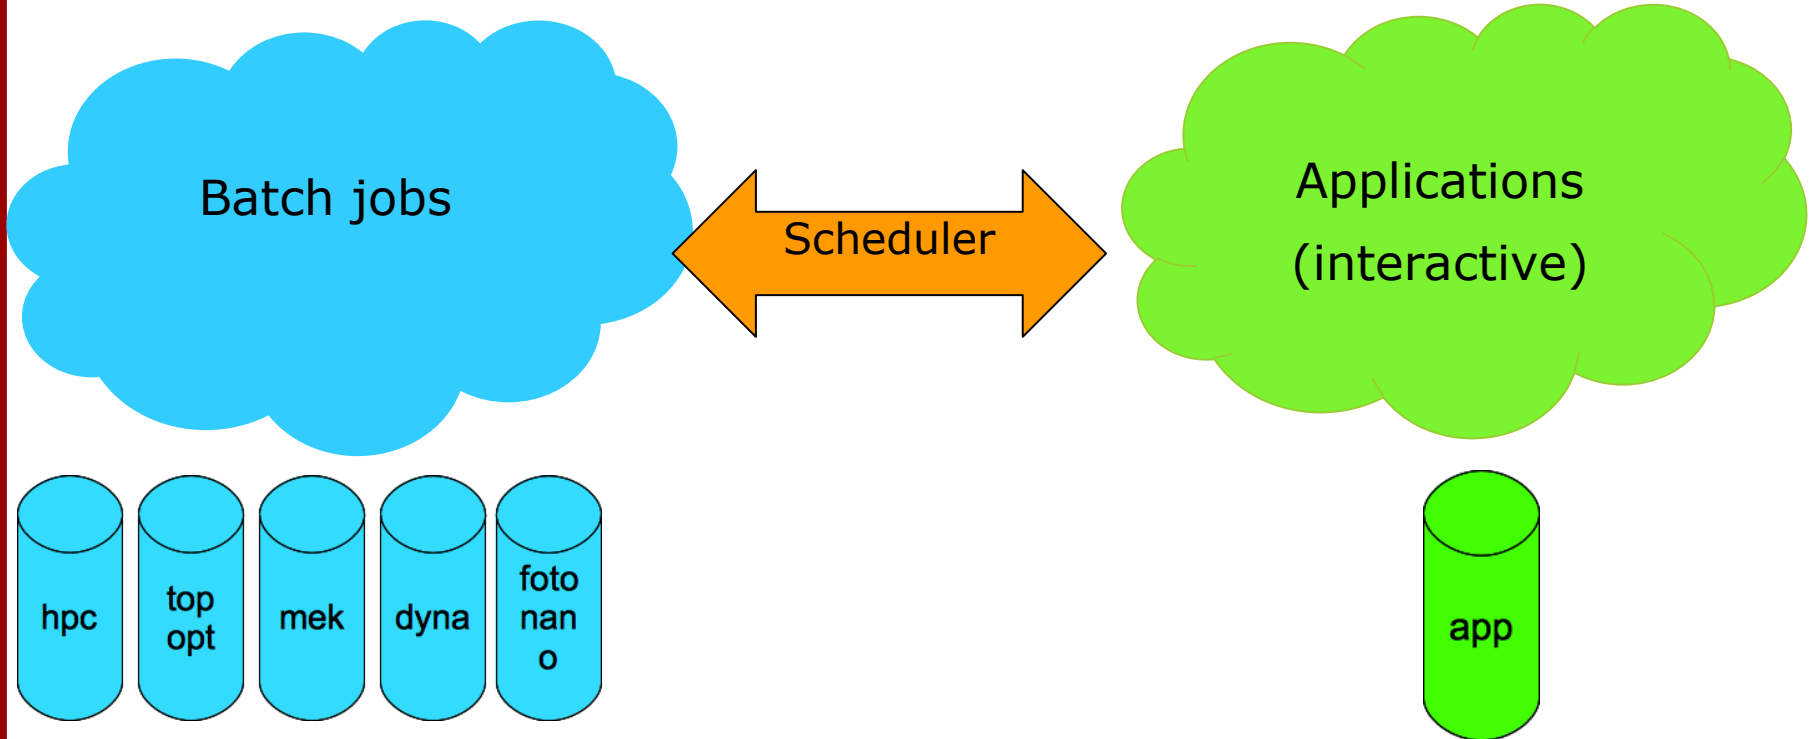 Batch jobs
Scheduler
Applications
(interactive)
hpc
top
opt
mek
dyna
foto
nan
o
app